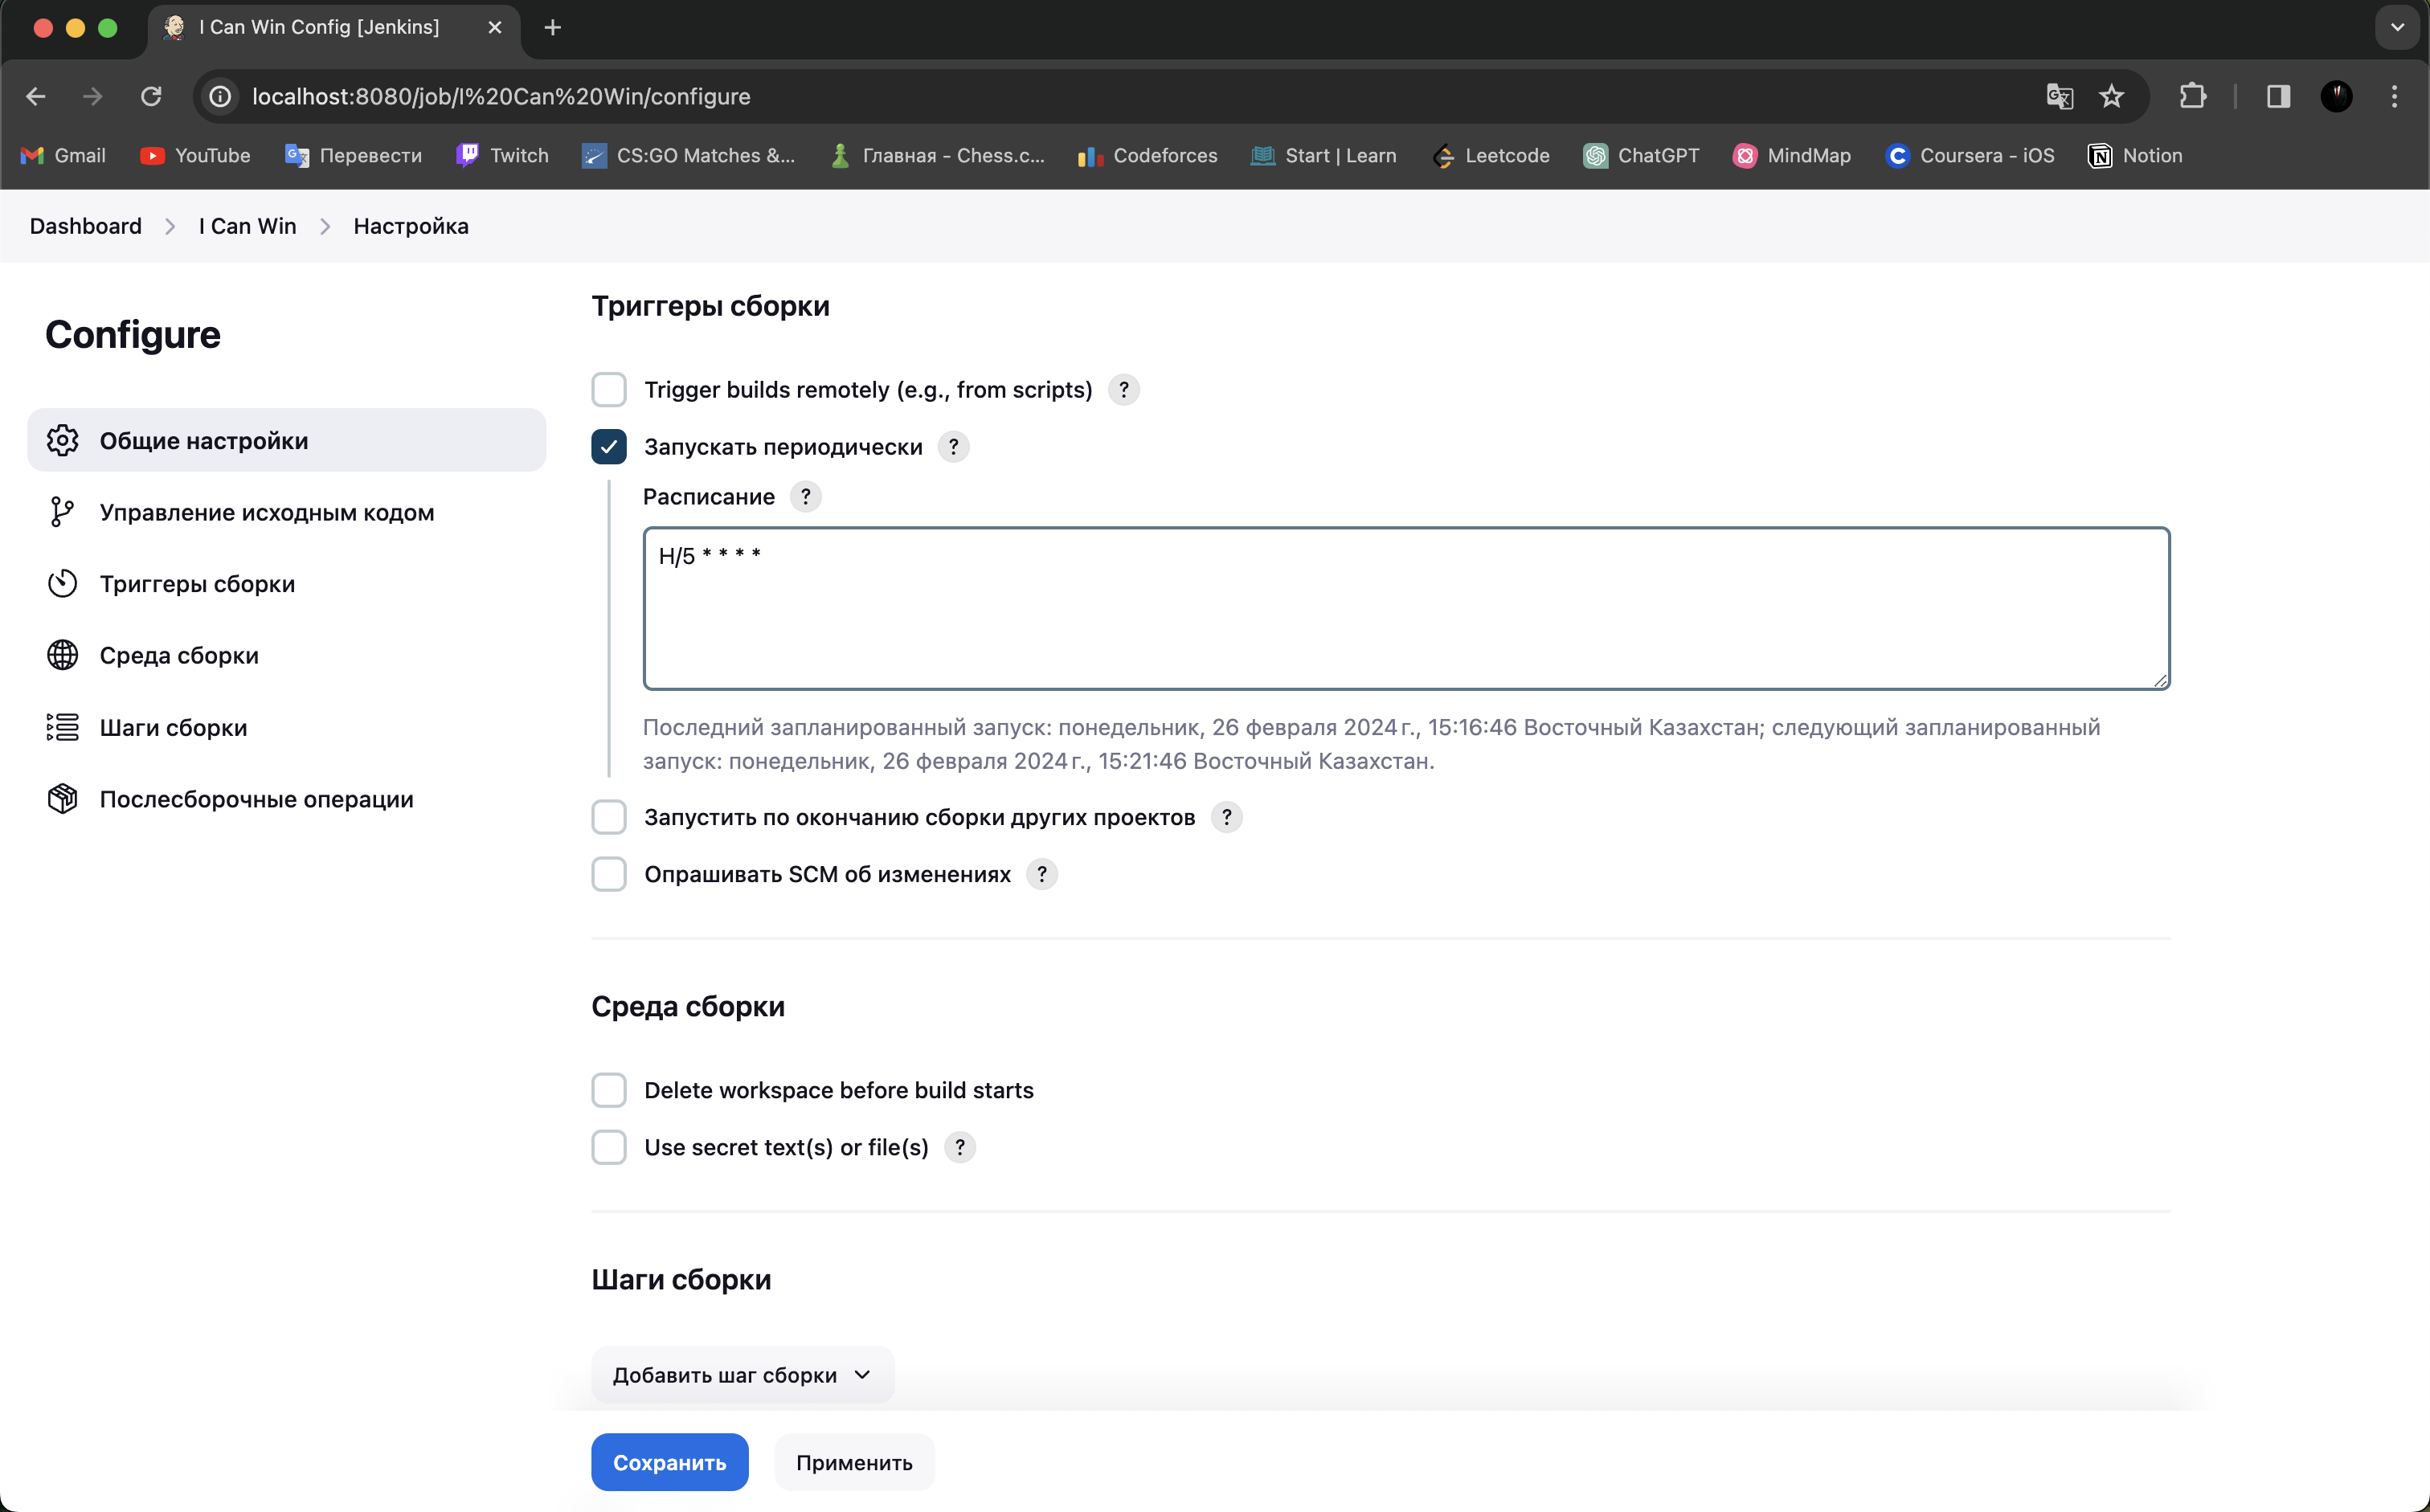 I Can Win Config [Jenkins]
localhost:8080/job/I%20Can%20Win/configure
Gmail YouTube Перевести Twitch CS:GO Matches &... Главная - Chess.c... Codeforces Start | Learn Leetcode ChatGPT MindMap Coursera - iOS Notion
Dashboard > I Can Win > Настройка
Configure
Общие настройки
Управление исходным кодом
Триггеры сборки
Среда сборки
Шаги сборки
Послесборочные операции
Триггеры сборки
Trigger builds remotely (e.g., from scripts) ?
Запускать периодически ?
Расписание ?
H/5 * * * *
Последний запланированный запуск: понедельник, 26 февраля 2024 г., 15:16:46 Восточный Казахстан; следующий запланированный
запуск: понедельник, 26 февраля 2024 г., 15:21:46 Восточный Казахстан.
Запустить по окончанию сборки других проектов ?
Опрашивать SCM об изменениях ?
Среда сборки
Delete workspace before build starts
Use secret text(s) or file(s) ?
Шаги сборки
Добавить шаг сборки
Сохранить Применить